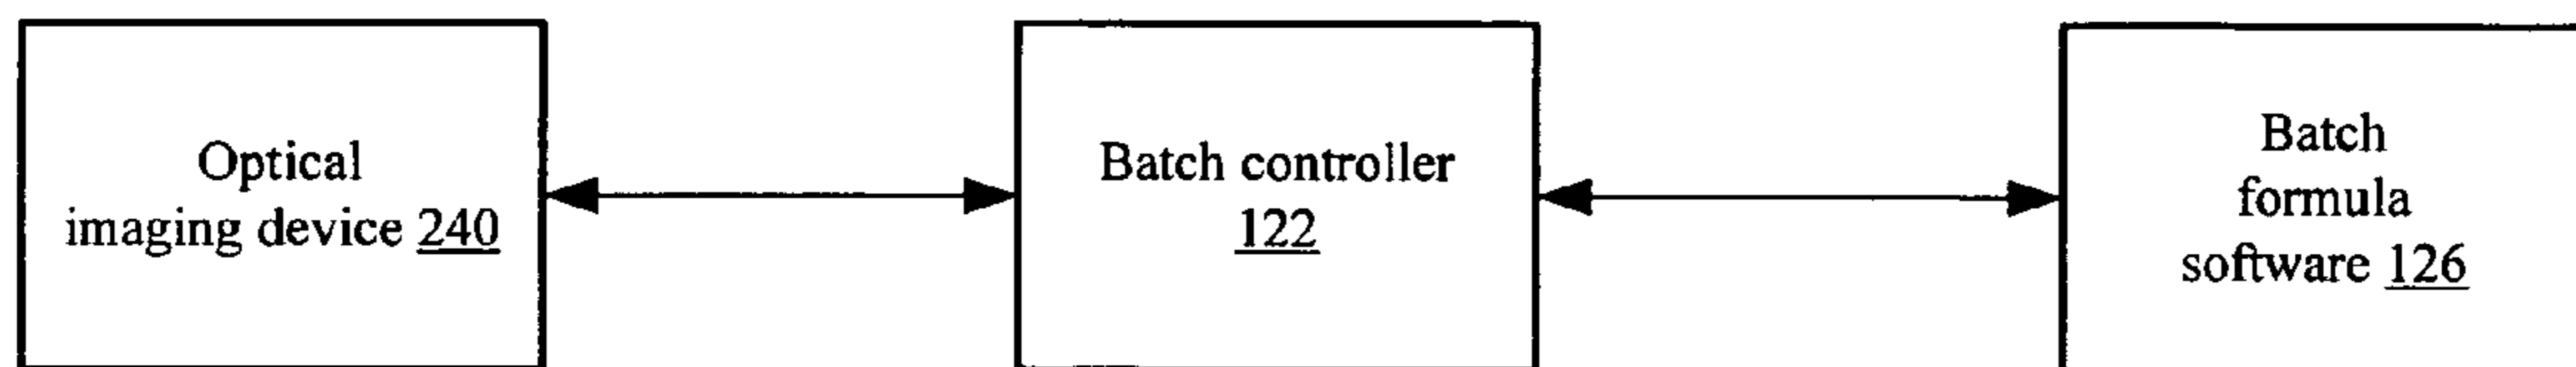 Optical
imaging device 240
Batch controller
122
Batch
formula
software 126